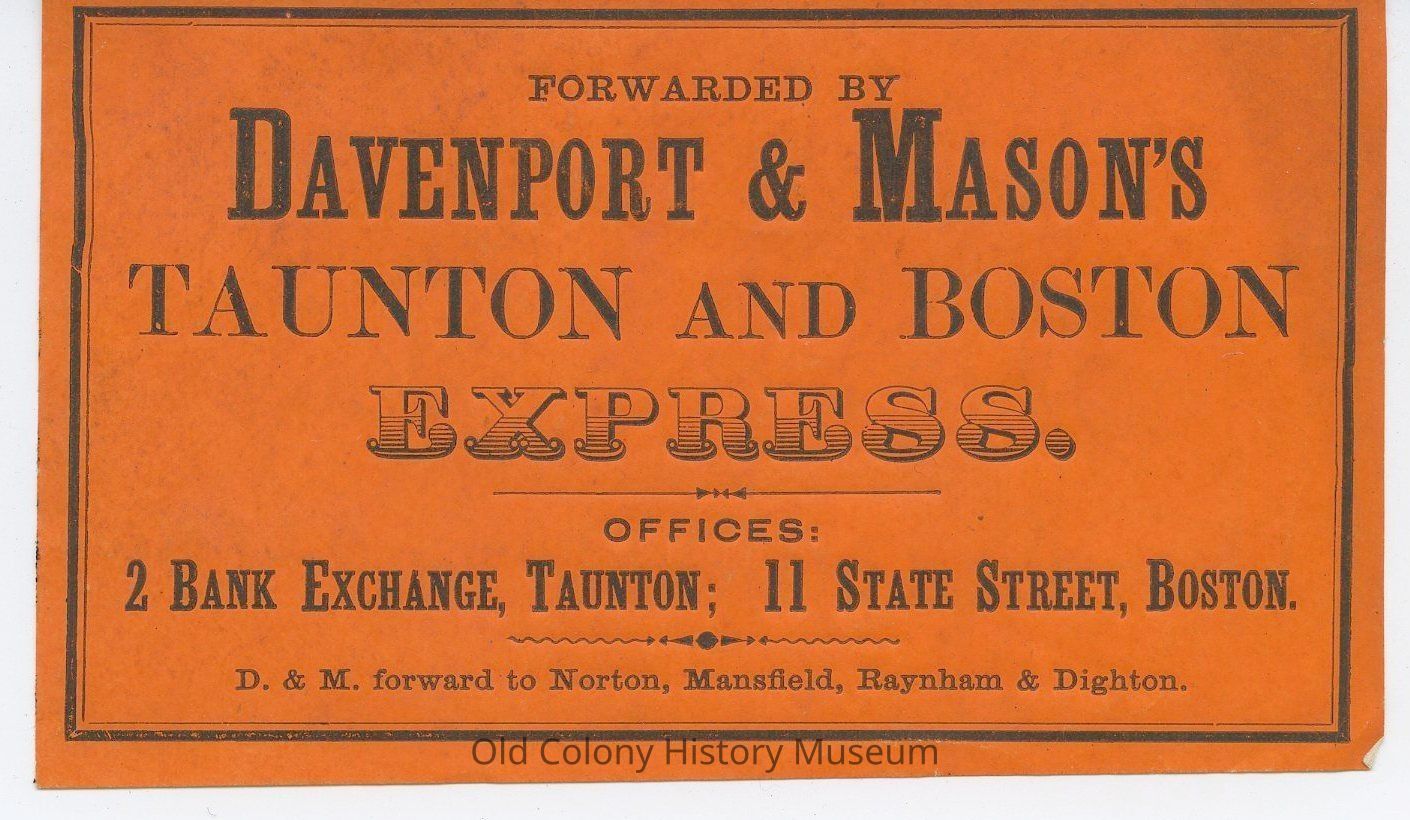 FORWARDED BY
DAVENPORT & MASON'S
TAUNTON AND BOSTON
EXPRESS.
OFFICES:
2 BANK EXCHANGE, TAUNTON; 11 STATE STREET, BOSTON.
D. & M. forward to Norton, Mansfield, Raynham & Dighton.
Old Colony History Museum